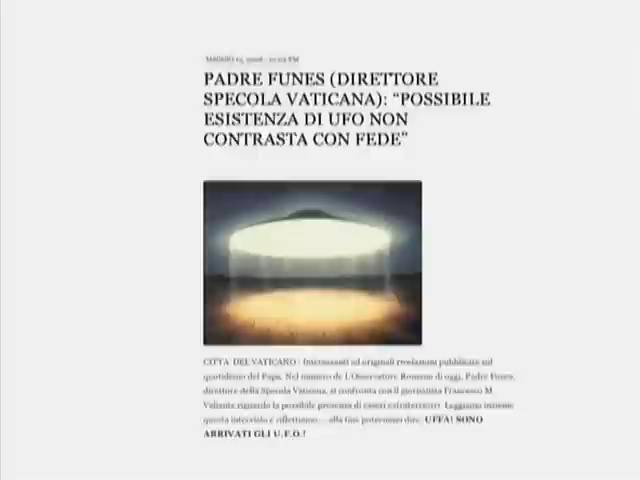 MAGGIO
PADRE FUNES (DIRETTORE
SPECOLA VATICANA): “POSSIBILE
ESISTENZA DI UFO NON
CONTRASTA CON FEDE”
CITTA' DEL VATICANO - Interessanti ed originali rivelazioni pubblicate sul
quotidiano del Papa. Nel numero de L'Osservatore Romano di oggi, Padre Funes,
direttore della Specola Vaticana, si confronta con il giornalista Francesco M.
Valiante riguardo la possibile presenza di esseri extraterrestri. Leggiamo insieme
questa intervista e riflettiamo... alla fine potremmo dire: UFFA! SONO
ARRIVATI GLI U.F.O.!